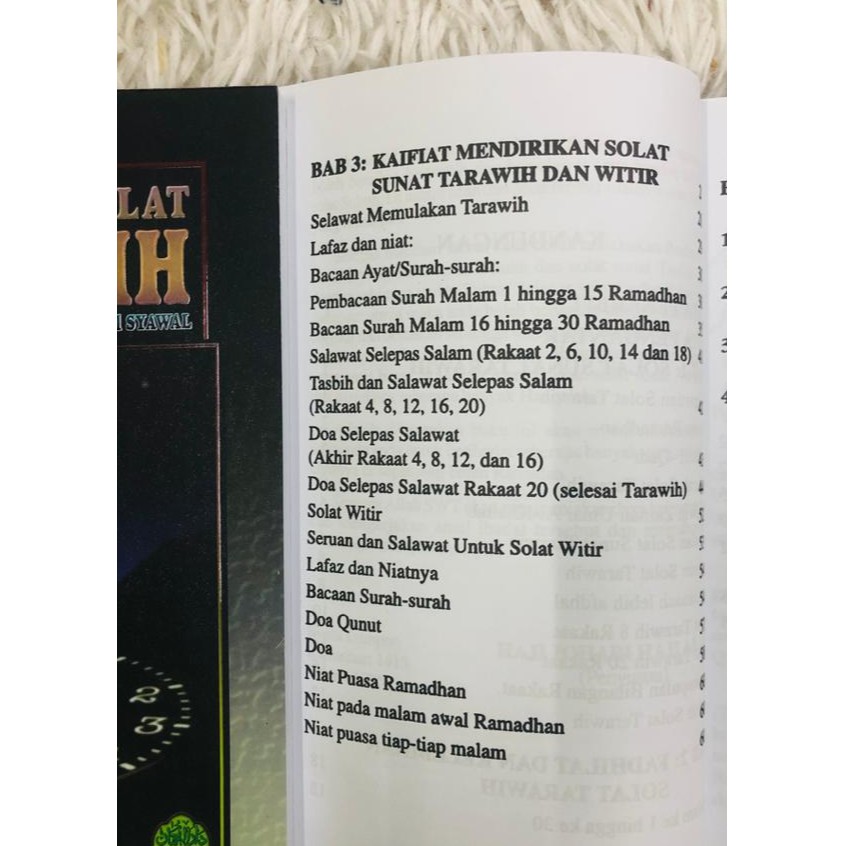 LAT
IH
SYAWAL
2
3
BAB 3: KAIFIAT MENDIRIKAN SOLAT
SUNAT TARAWIH DAN WITIR
Selawat Memulakan Tarawih
Lafaz dan niat:
Bacaan Ayat/Surah-surah:
Pembacaan Surah Malam 1 hingga 15 Ramadhan
Bacaan Surah Malam 16 hingga 30 Ramadhan
Salawat Selepas Salam (Rakaat 2, 6, 10, 14 dan 18)
Tasbih dan Salawat Selepas Salam
(Rakaat 4, 8, 12, 16, 20)
Doa Selepas Salawat
(Akhir Rakaat 4, 8, 12, dan 16)
Doa Selepas Salawat Rakaat 20 (selesai Tarawih)
Solat Witir
Seruan dan Salawat Untuk Solat Witir
Lafaz dan Niatnya
Bacaan Surah-surah
Doa Qunut
Doa
Niat Puasa Ramadhan
Niat pada malam awal Ramadhan
Niat puasa tiap-tiap malam